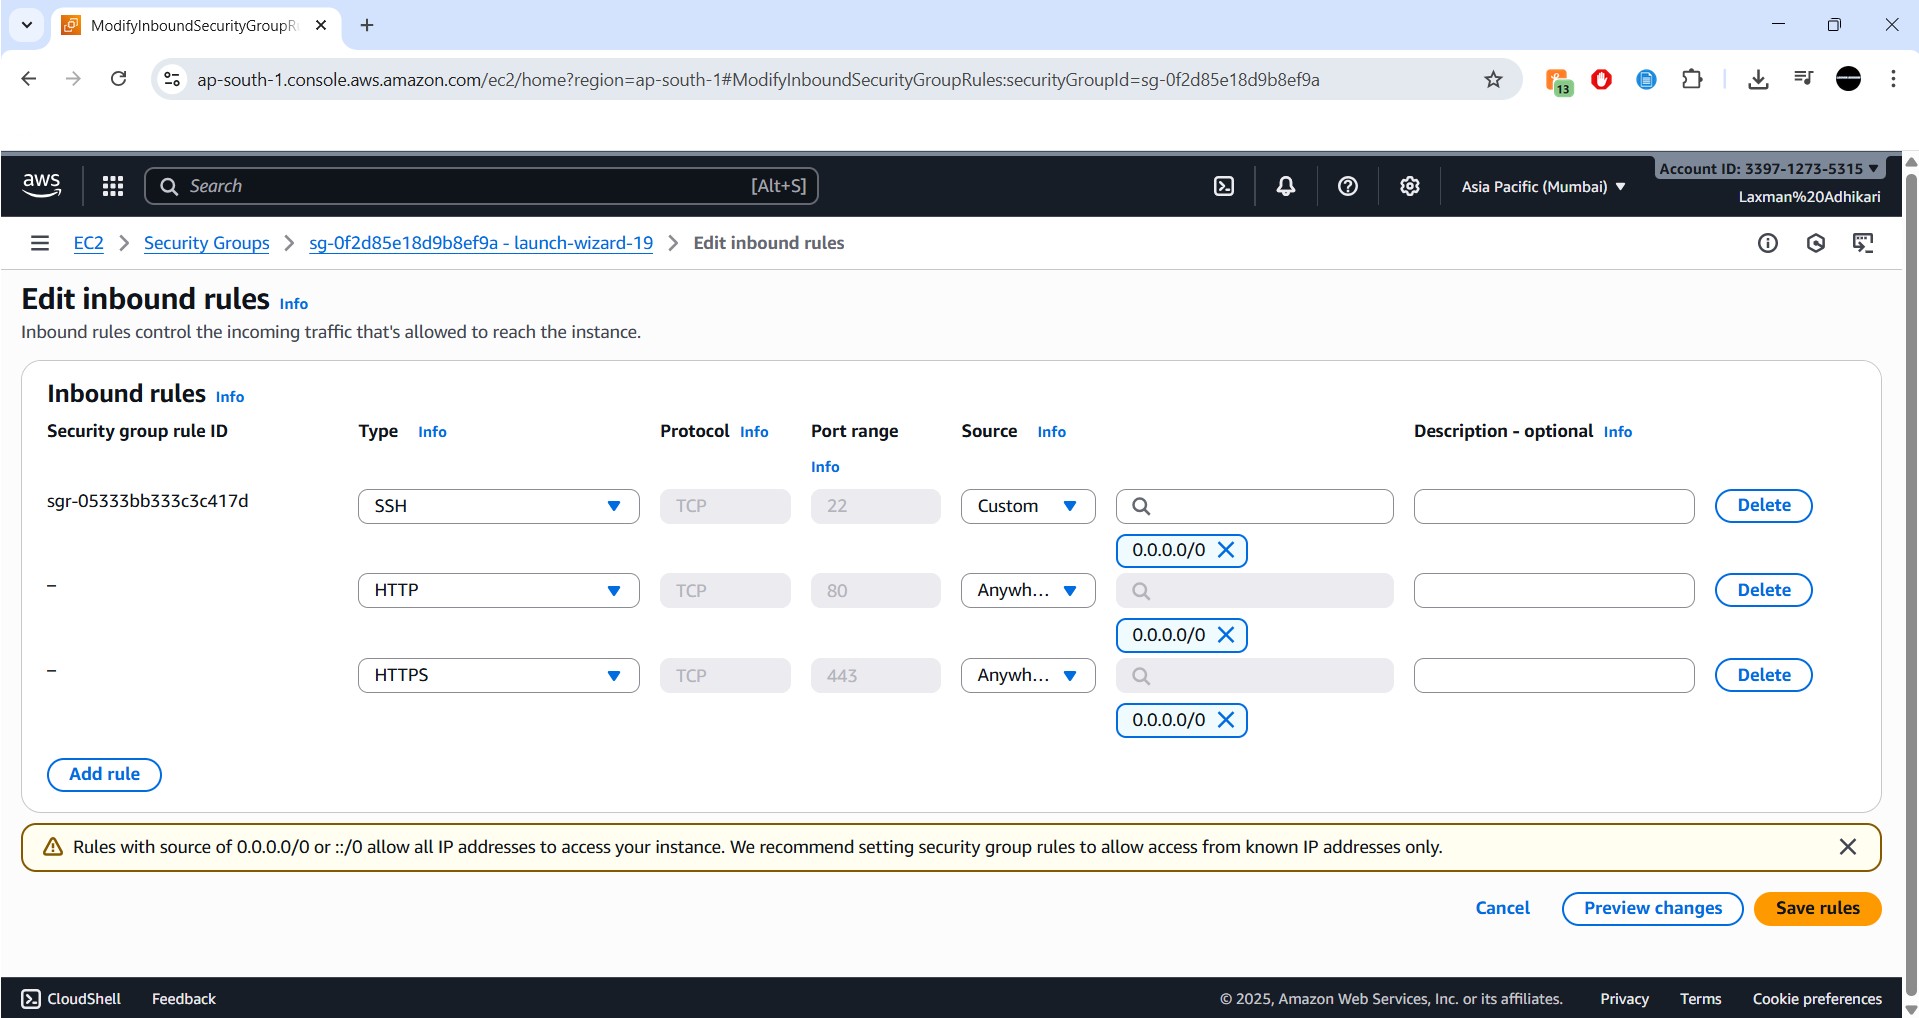 ModifyInboundSecurityGroupR
ap-south-1.console.aws.amazon.com/ec2/home?region=ap-south-1#ModifyInboundSecurityGroupRules:securityGroupId=sg-0f2d85e18d9b8ef9a
13
aws
Search [Alt+S]
Asia Pacific (Mumbai)
Account ID: 3397-1273-5315
Laxman%20Adhikari
EC2 > Security Groups > sg-0f2d85e18d9b8ef9a - launch-wizard-19 > Edit inbound rules
Edit inbound rules Info
Inbound rules control the incoming traffic that's allowed to reach the instance.
Inbound rules Info
Security group rule ID Type Info Protocol Info Port range Source Info Description - optional Info
Info
sgr-05333bb333c3c417d SSH TCP 22 Custom Delete
0.0.0.0/0
– HTTP TCP 80 Anywh... Delete
0.0.0.0/0
– HTTPS TCP 443 Anywh... Delete
0.0.0.0/0
Add rule
Rules with source of 0.0.0.0/0 or ::/0 allow all IP addresses to access your instance. We recommend setting security group rules to allow access from known IP addresses only.
Cancel Preview changes Save rules
CloudShell Feedback © 2025, Amazon Web Services, Inc. or its affiliates. Privacy Terms Cookie preferences